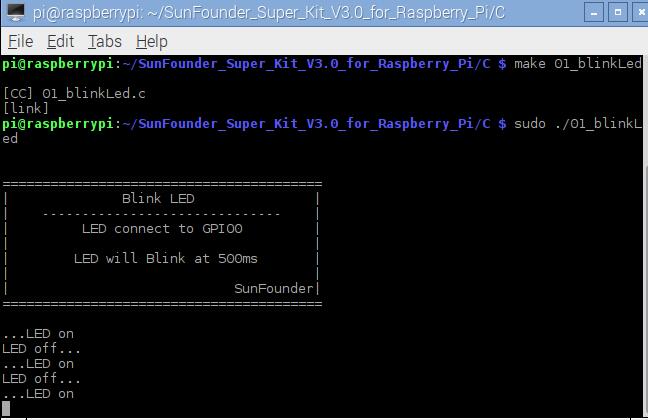 pi@raspberrypi: ~/SunFounder_Super_Kit_V3.0_for_Raspberry_Pi/C
File Edit Tabs Help
pi@raspberrypi:~/SunFounder_Super_Kit_V3.0_for_Raspberry_Pi/C $ make 01_blinkLed
[CC] 01_blinkLed.c
[link]
pi@raspberrypi:~/SunFounder_Super_Kit_V3.0_for_Raspberry_Pi/C $ sudo ./01_blinkL
ed
========================================
| Blink LED |
| ------------------------------ |
| LED connect to GPIO0 |
| |
| LED will Blink at 500ms |
| |
| SunFounder|
========================================
...LED on
LED off...
...LED on
LED off...
...LED on